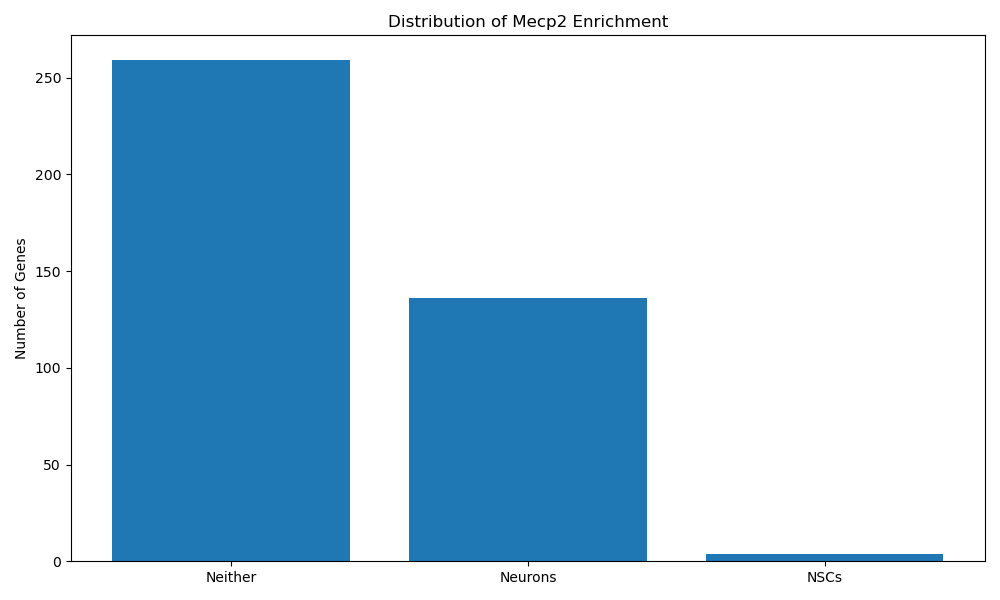 Distribution of Mecp2 Enrichment
Number of Genes
250
200
150
100
50
0
Neither Neurons NSCs